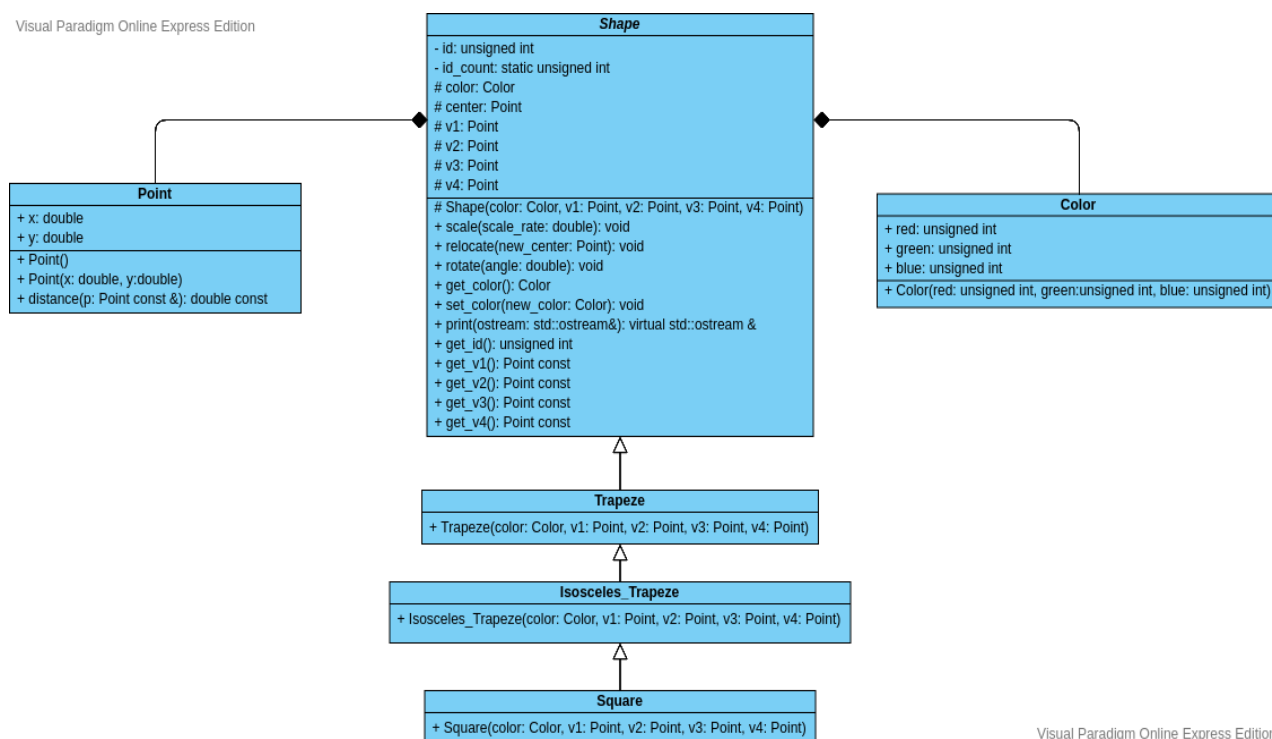 Visual Paradigm Online Express Edition
Shape
- id: unsigned int
- id_count: static unsigned int
# color: Color
# center: Point
# v1: Point
# v2: Point
# v3: Point
# v4: Point
# Shape(color: Color, v1: Point, v2: Point, v3: Point, v4: Point)
+ scale(scale_rate: double): void
+ relocate(new_center: Point): void
+ rotate(angle: double): void
+ get_color(): Color
+ set_color(new_color: Color): void
+ print(ostream: std::ostream&): virtual std::ostream &
+ get_id(): unsigned int
+ get_v1(): Point const
+ get_v2(): Point const
+ get_v3(): Point const
+ get_v4(): Point const
Point
+ x: double
+ y: double
+ Point()
+ Point(x: double, y:double)
+ distance(p: Point const &): double const
Color
+ red: unsigned int
+ green: unsigned int
+ blue: unsigned int
+ Color(red: unsigned int, green:unsigned int, blue: unsigned int)
Trapeze
+ Trapeze(color: Color, v1: Point, v2: Point, v3: Point, v4: Point)
Isosceles_Trapeze
+ Isosceles_Trapeze(color: Color, v1: Point, v2: Point, v3: Point, v4: Point)
Square
+ Square(color: Color, v1: Point, v2: Point, v3: Point, v4: Point)
Visual Paradigm Online Express Edition